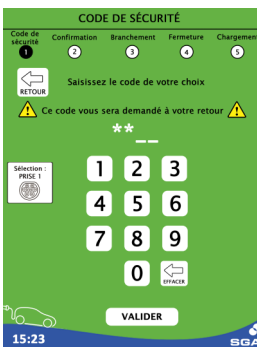 CODE DE SÉCURITÉ
Code de sécurité Confirmation Branchement Fermeture Chargement
1 2 3 4 5
RETOUR
Saisissez le code de votre choix
Ce code vous sera demandé à votre retour
**__
Sélection :
PRISE 1
1 2 3
4 5 6
7 8 9
0 EFFACER
VALIDER
15:23
SGA